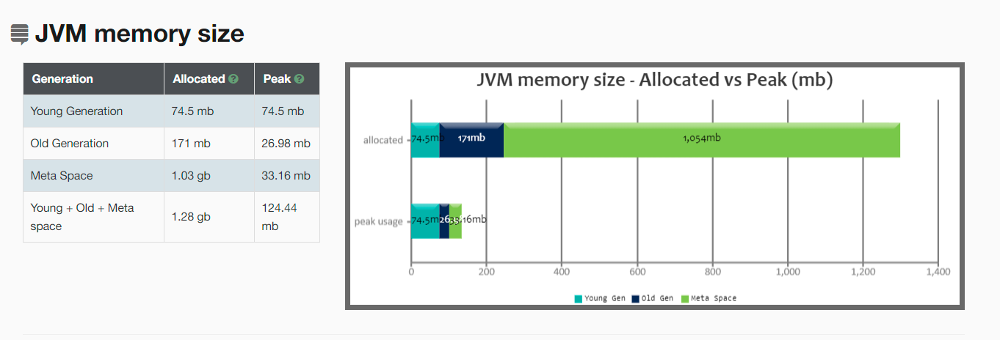 JVM memory size
Generation Allocated Peak
Young Generation 74.5 mb 74.5 mb
Old Generation 171 mb 26.98 mb
Meta Space 1.03 gb 33.16 mb
Young + Old + Meta
space 1.28 gb 124.44
mb
JVM memory size - Allocated vs Peak (mb)
allocated 74.5mb 171mb 1,054mb
peak usage 74.5m 33.16mb
0 200 400 600 800 1,000 1,200 1,400
Young Gen Old Gen Meta Space